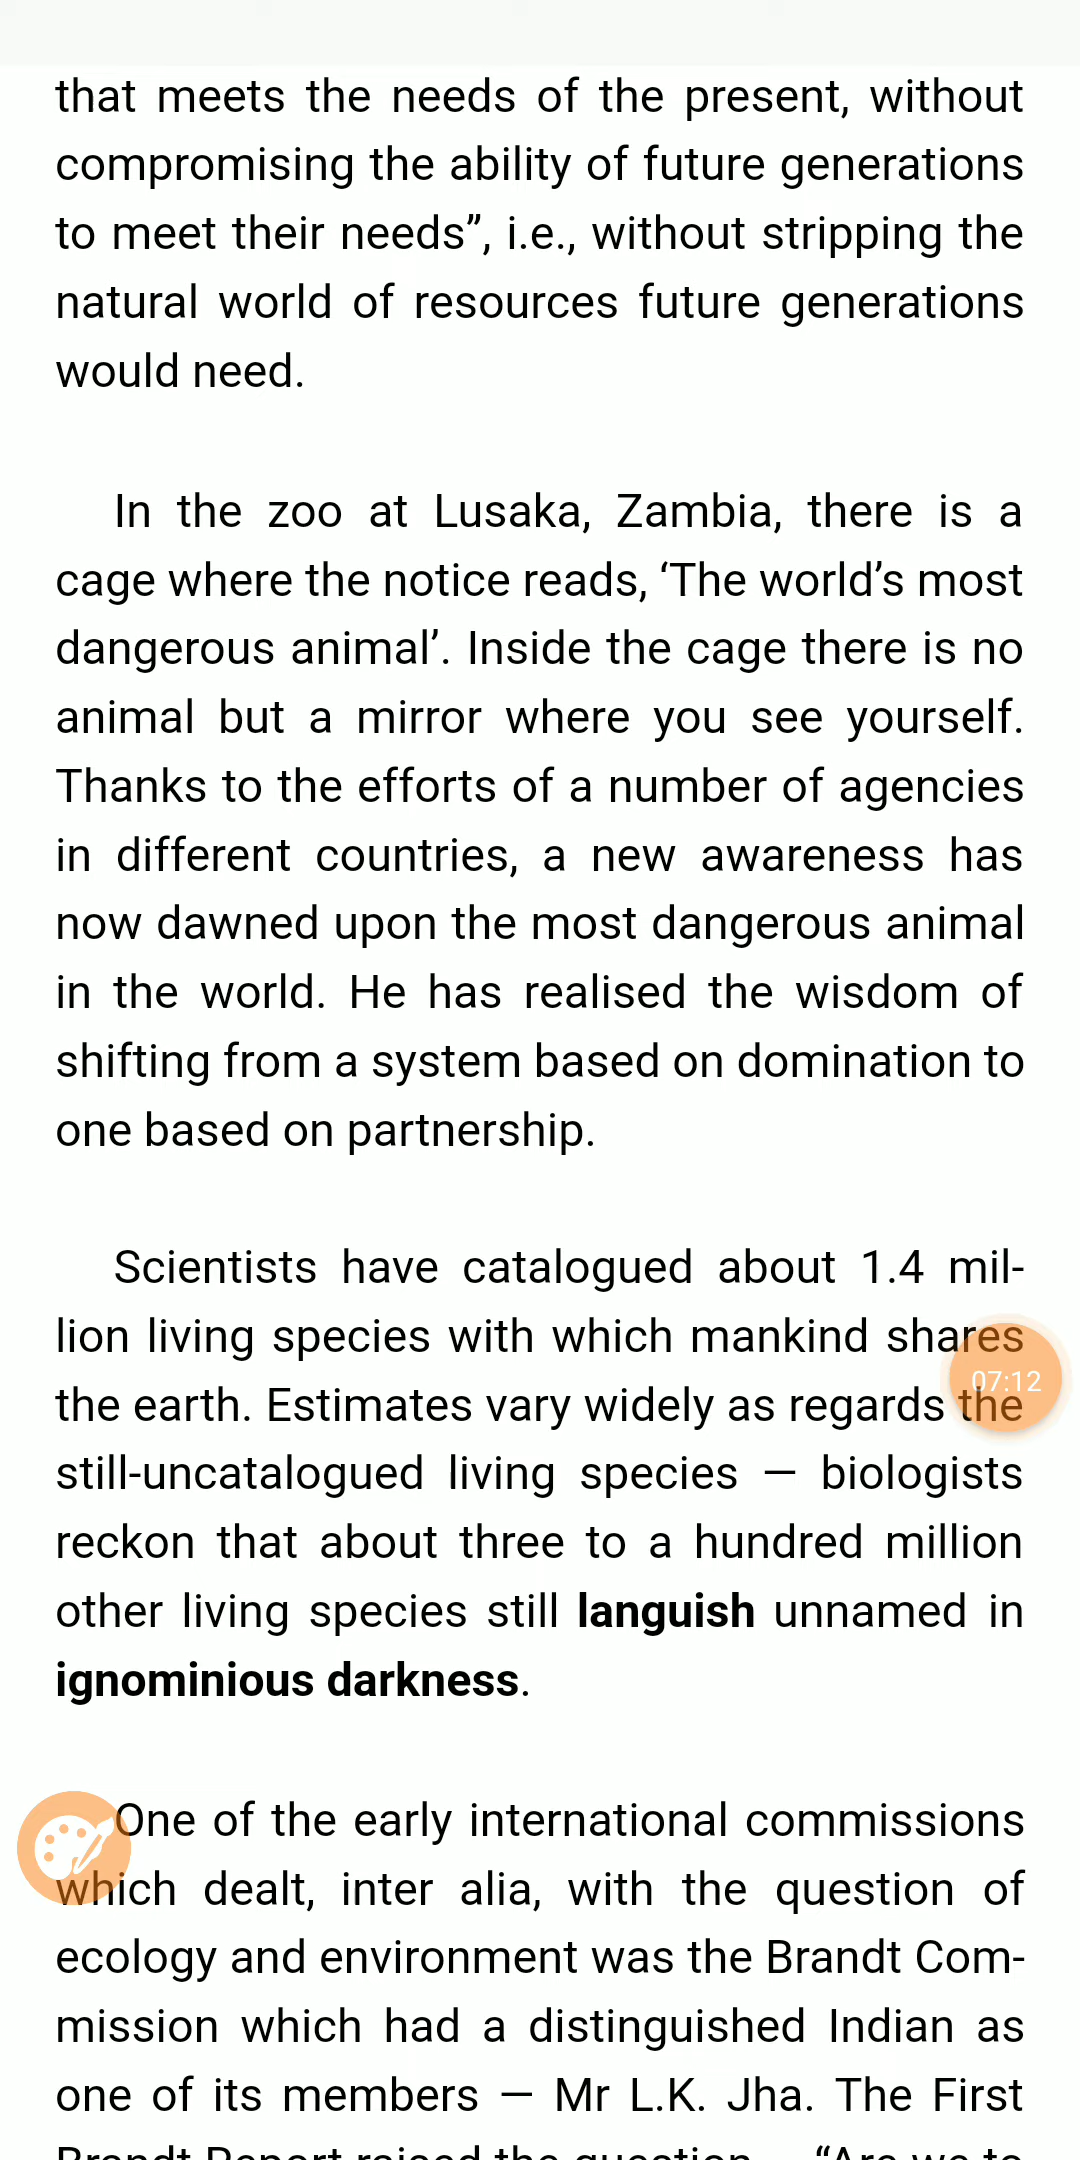 that meets the needs of the present, without
compromising the ability of future generations
to meet their needs”, i.e., without stripping the
natural world of resources future generations
would need.
In the zoo at Lusaka, Zambia, there is a
cage where the notice reads, ‘The world’s most
dangerous animal’. Inside the cage there is no
animal but a mirror where you see yourself.
Thanks to the efforts of a number of agencies
in different countries, a new awareness has
now dawned upon the most dangerous animal
in the world. He has realised the wisdom of
shifting from a system based on domination to
one based on partnership.
Scientists have catalogued about 1.4 mil-
lion living species with which mankind shares
07:12
the earth. Estimates vary widely as regards the
still-uncatalogued living species — biologists
reckon that about three to a hundred million
other living species still languish unnamed in
ignominious darkness.
One of the early international commissions
which dealt, inter alia, with the question of
ecology and environment was the Brandt Com-
mission which had a distinguished Indian as
one of its members — Mr L.K. Jha. The First
Brandt Report raised the question — “Are we to